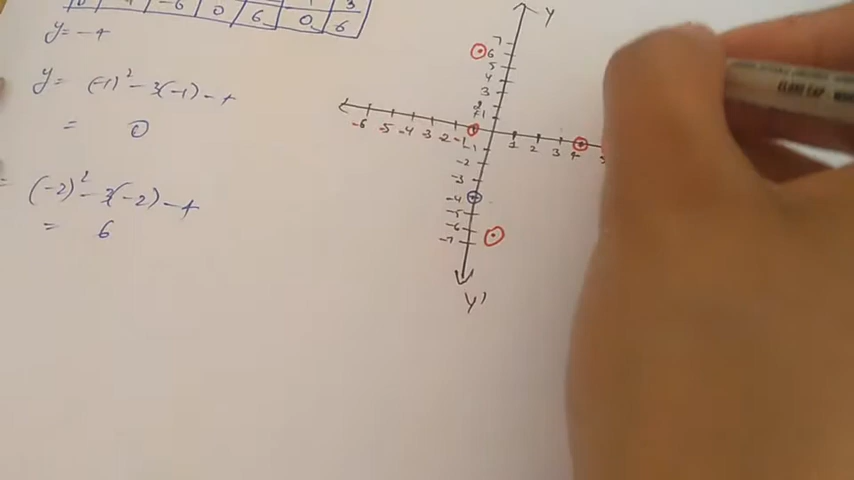 -6 0 6 0 6
y = -4
y = (-1)² - 3(-1) - 4
= 0
= (-2)² - 3(-2) - 4
= 6
Y
7
6
5
4
3
2
1
-6 -5 -4 -3 -2 -1 1 2 3 4 5
-2
-3
-4
-5
-6
-7
Y'